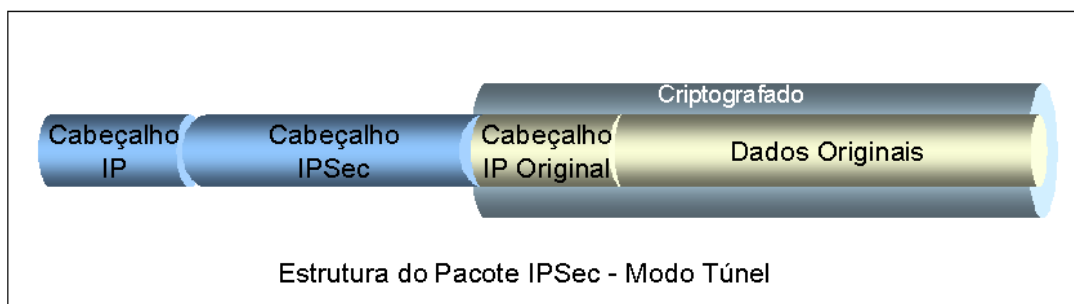 Criptografado
Cabeçalho
IP
Cabeçalho
IPSec
Cabeçalho
IP Original
Dados Originais
Estrutura do Pacote IPSec - Modo Túnel